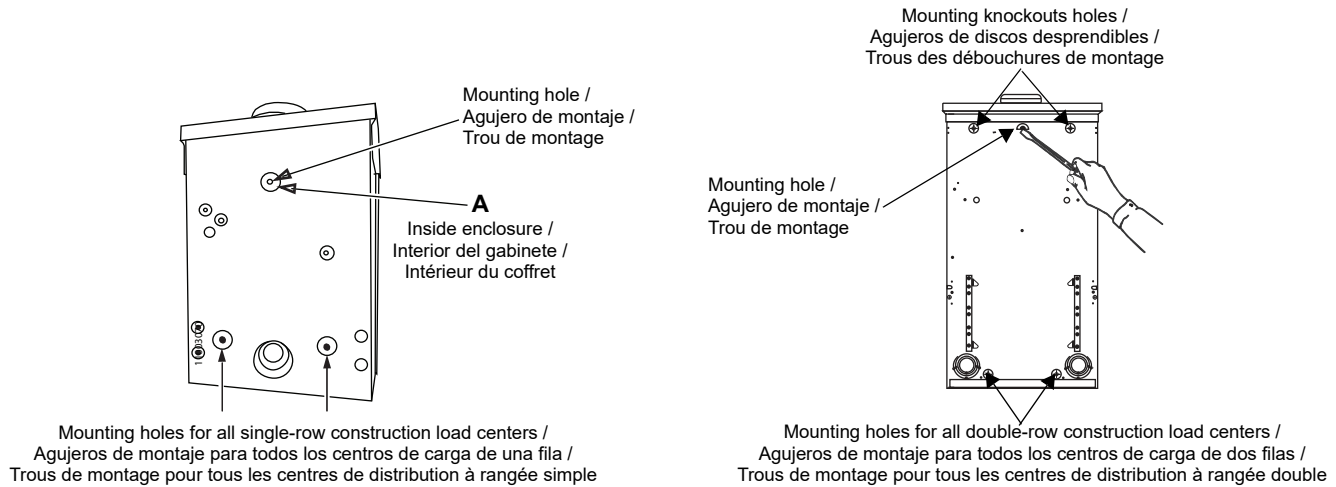 Mounting hole /
Agujero de montaje /
Trou de montage
A
Inside enclosure /
Interior del gabinete /
Intérieur du coffret
Mounting holes for all single-row construction load centers /
Agujeros de montaje para todos los centros de carga de una fila /
Trous de montage pour tous les centres de distribution à rangée simple
Mounting knockouts holes /
Agujeros de discos desprendibles /
Trous des débouchures de montage
Mounting hole /
Agujero de montaje /
Trou de montage
Mounting holes for all double-row construction load centers /
Agujeros de montaje para todos los centros de carga de dos filas /
Trous de montage pour tous les centres de distribution à rangée double